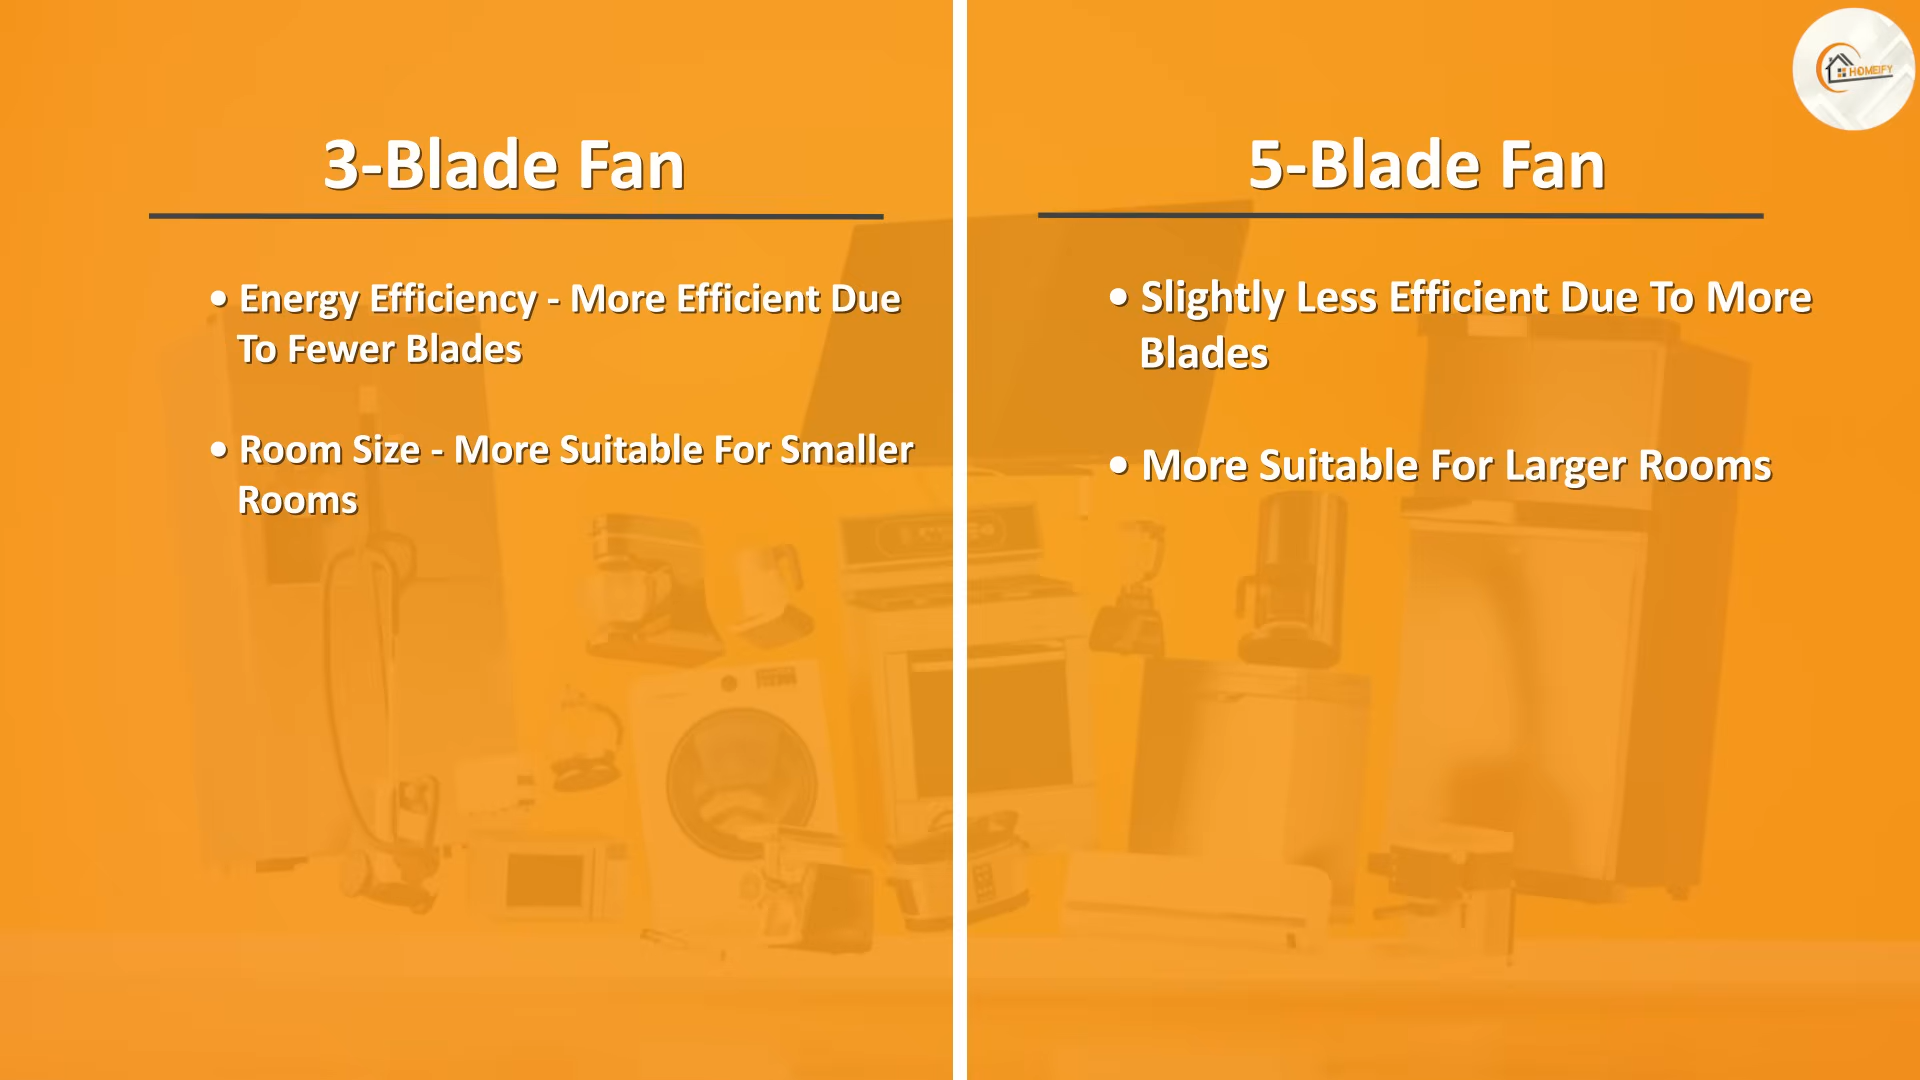 HOMEIFY
3-Blade Fan
• Energy Efficiency - More Efficient Due
To Fewer Blades
• Room Size - More Suitable For Smaller
Rooms
5-Blade Fan
• Slightly Less Efficient Due To More
Blades
• More Suitable For Larger Rooms